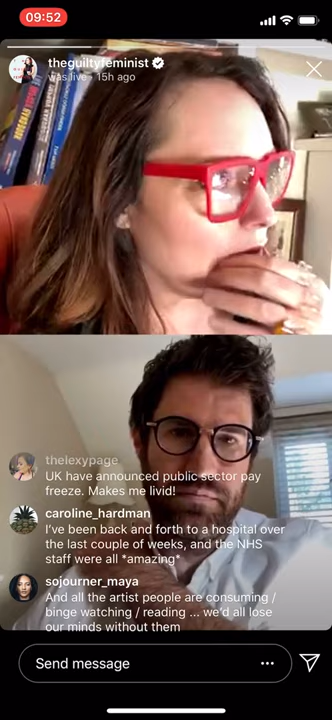 09:52
theguiltyfeminist
was live · 15h ago
thelexypage
UK have announced public sector pay
freeze. Makes me livid!
caroline_hardman
I've been back and forth to a hospital over
the last couple of weeks, and the NHS
staff were all *amazing*
sojourner_maya
And all the artist people are consuming /
binge watching / reading ... we'd all lose
our minds without them
Send message